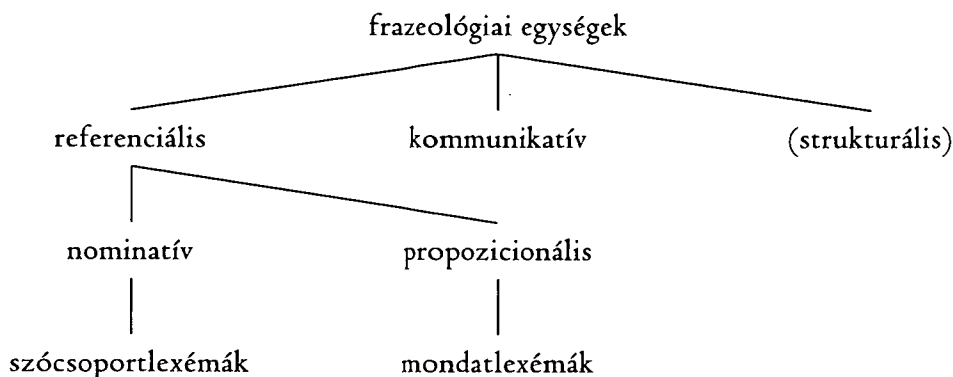 frazeológiai egységek
referenciális kommunikatív (strukturális)
nominatív propozicionális
szócsoportlexémák mondatlexémák